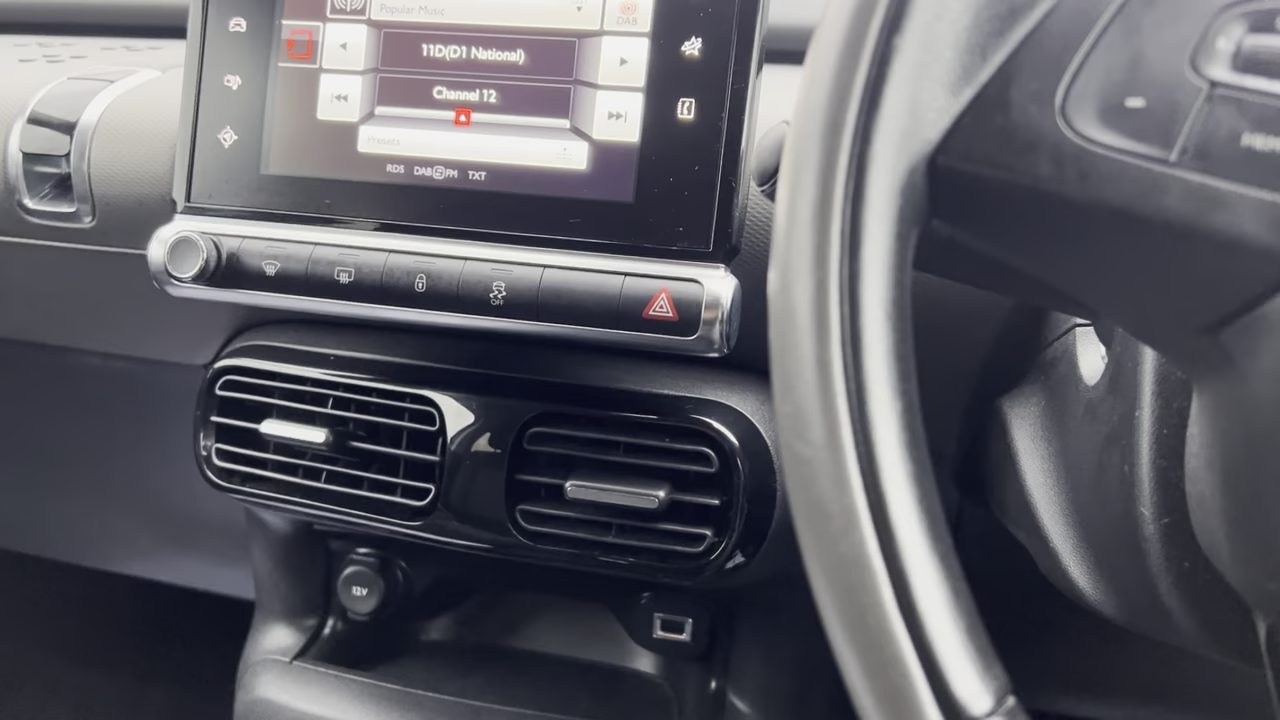 Popular Music
DAB
11D(D1 National)
Channel 12
Presets
RDS DAB FM TXT
OFF
12V